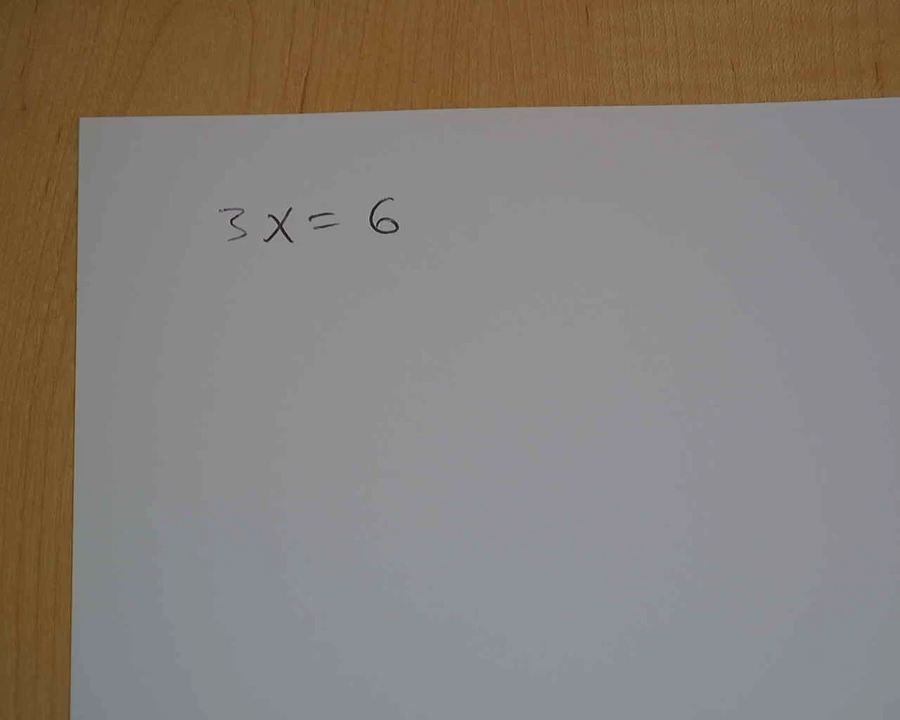 3x = 6